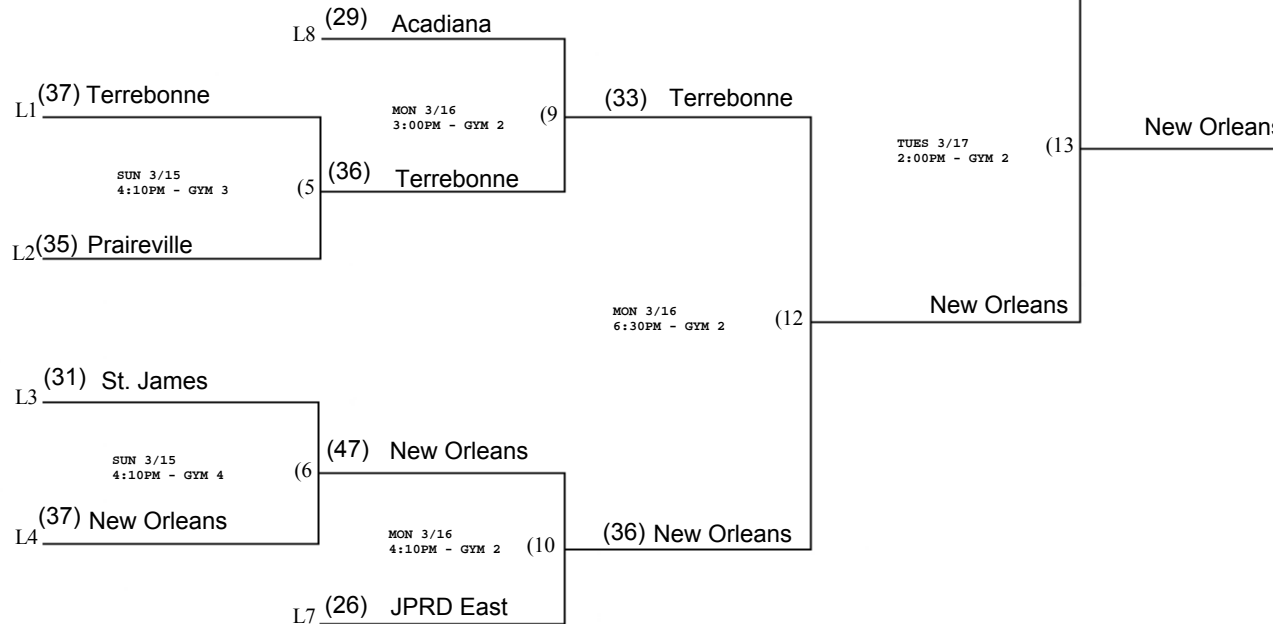 L8 (29) Acadiana
L1 (37) Terrebonne
MON 3/16
3:00PM - GYM 2
(9
(33) Terrebonne
SUN 3/15
4:10PM - GYM 3
(5
(36) Terrebonne
L2 (35) Praireville
TUES 3/17
2:00PM - GYM 2
(13
New Orleans
MON 3/16
6:30PM - GYM 2
(12
New Orleans
L3 (31) St. James
SUN 3/15
4:10PM - GYM 4
(6
(47) New Orleans
L4 (37) New Orleans
MON 3/16
4:10PM - GYM 2
(10
(36) New Orleans
L7 (26) JPRD East